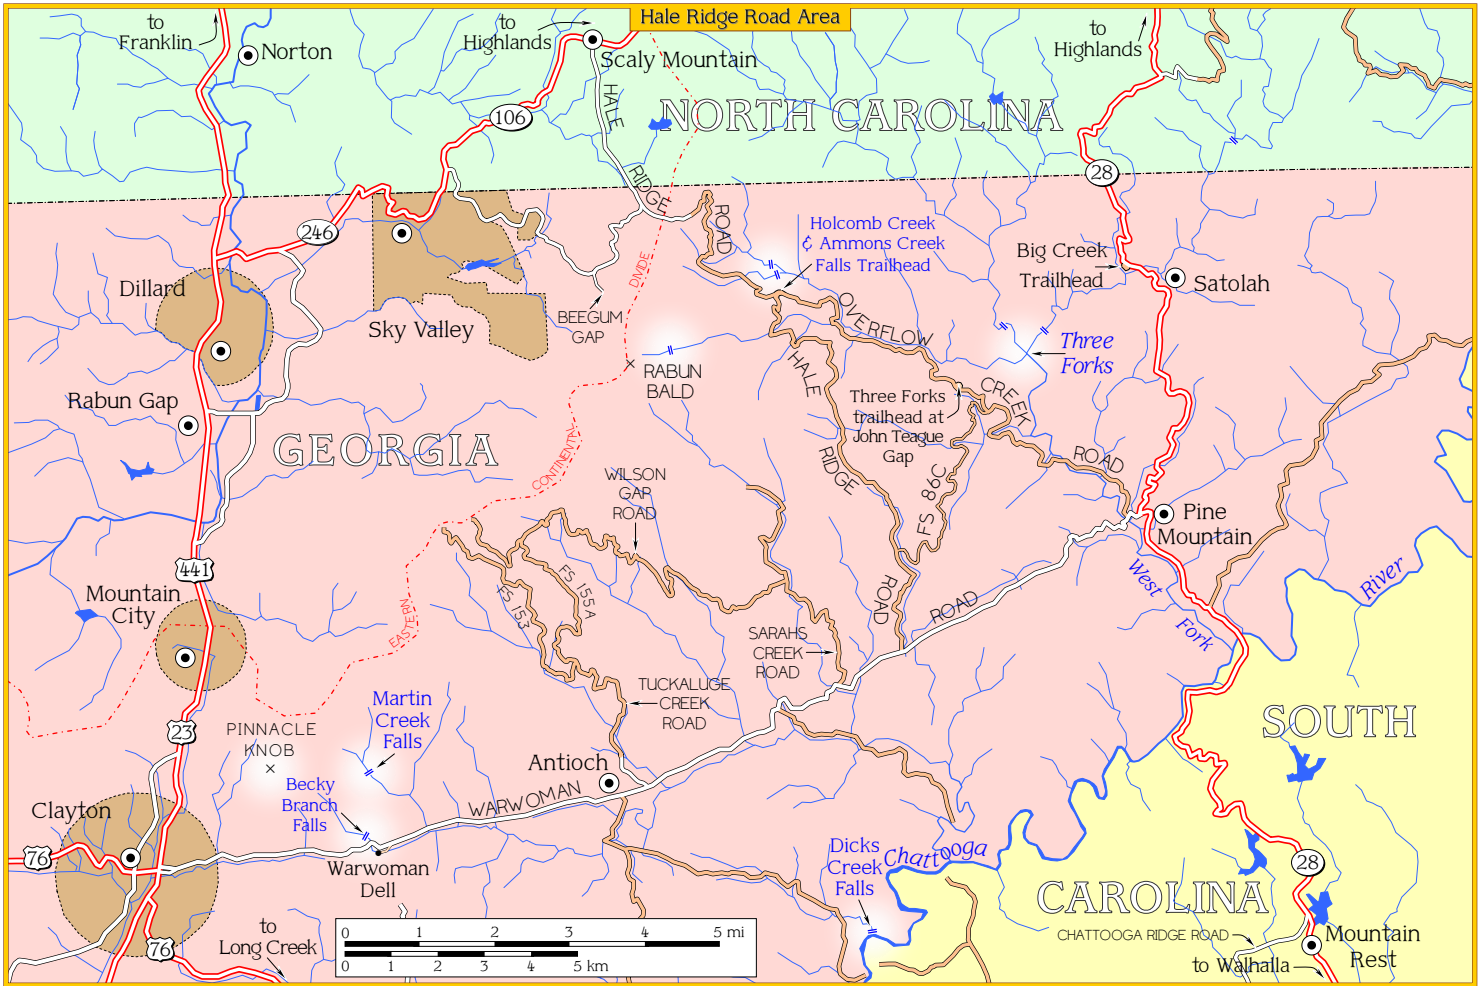 Hale Ridge Road Area
to
Franklin
Norton
to
Highlands
Scaly Mountain
to
Highlands
106
HALE
RIDGE
ROAD
NORTH CAROLINA
28
246
Holcomb Creek
& Ammons Creek
Falls Trailhead
Big Creek
Trailhead
Satolah
Dillard
Sky Valley
DIVIDE
BEEGUM
GAP
OVERFLOW
CREEK
ROAD
Three
Forks
RABUN
BALD
HALE
RIDGE
ROAD
Three Forks
trailhead at
John Teague
Gap
Rabun Gap
GEORGIA
CONTINENTAL
WILSON
GAP
ROAD
FS 86C
Pine
Mountain
441
Mountain
City
FS 153
FS 155A
EASTERN
West
Fork
River
ROAD
SARAHS
CREEK
ROAD
TUCKALUGE
CREEK
ROAD
23
PINNACLE
KNOB
Martin
Creek
Falls
SOUTH
Antioch
Becky
Branch
Falls
WARWOMAN
Clayton
76
Warwoman
Dell
Dicks
Creek
Falls
Chattooga
28
CAROLINA
CHATTOOGA RIDGE ROAD
Mountain
Rest
to Walhalla
76
to
Long Creek
0 1 2 3 4 5 mi
0 1 2 3 4 5 km